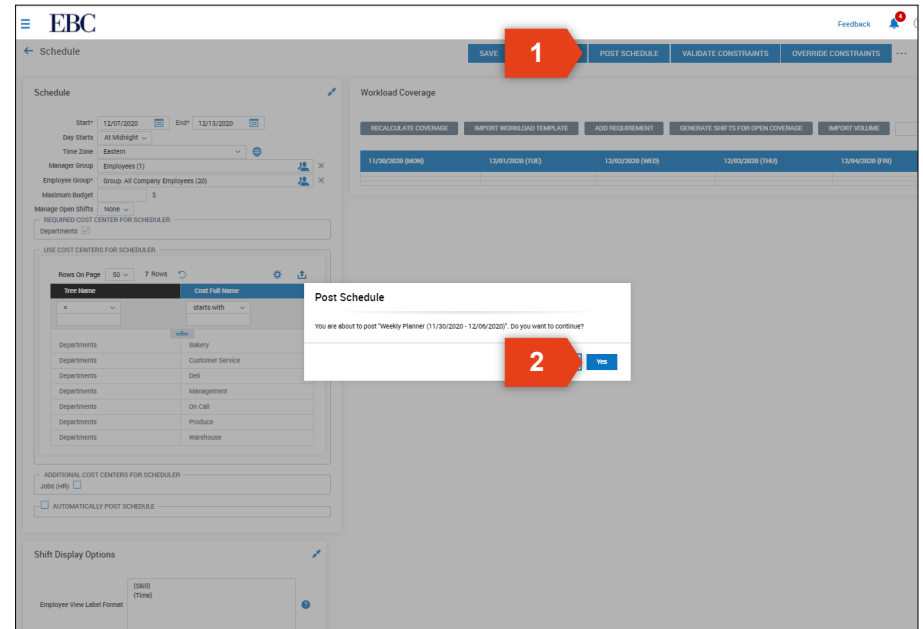 EBC
Feedback
4
Schedule
SAVE
1
POST SCHEDULE
VALIDATE CONSTRAINTS
OVERRIDE CONSTRAINTS
Schedule
Start* 12/07/2020 End* 12/13/2020
Day Starts At Midnight
Time Zone Eastern
Manager Group Employees (1)
Employee Group* Group: All Company Employees (20)
Maximum Budget $
Manage Open Shifts None
REQUIRED COST CENTER FOR SCHEDULER
Departments
USE COST CENTERS FOR SCHEDULER
Rows On Page 50 7 Rows
Tree Name Cost Full Name
= starts with
Departments Bakery
Departments Customer Service
Departments Deli
Departments Management
Departments On Call
Departments Produce
Departments Warehouse
ADDITIONAL COST CENTERS FOR SCHEDULER
Jobs (HR)
AUTOMATICALLY POST SCHEDULE
Shift Display Options
Employee View Label Format
(Skill)
(Time)
Workload Coverage
RECALCULATE COVERAGE IMPORT WORKLOAD TEMPLATE ADD REQUIREMENT GENERATE SHIFTS FOR OPEN COVERAGE IMPORT VOLUME
11/30/2020 (MON) 12/01/2020 (TUE) 12/02/2020 (WED) 12/03/2020 (THU) 12/04/2020 (FRI)
Post Schedule
You are about to post "Weekly Planner (11/30/2020 - 12/06/2020)". Do you want to continue?
2
Yes